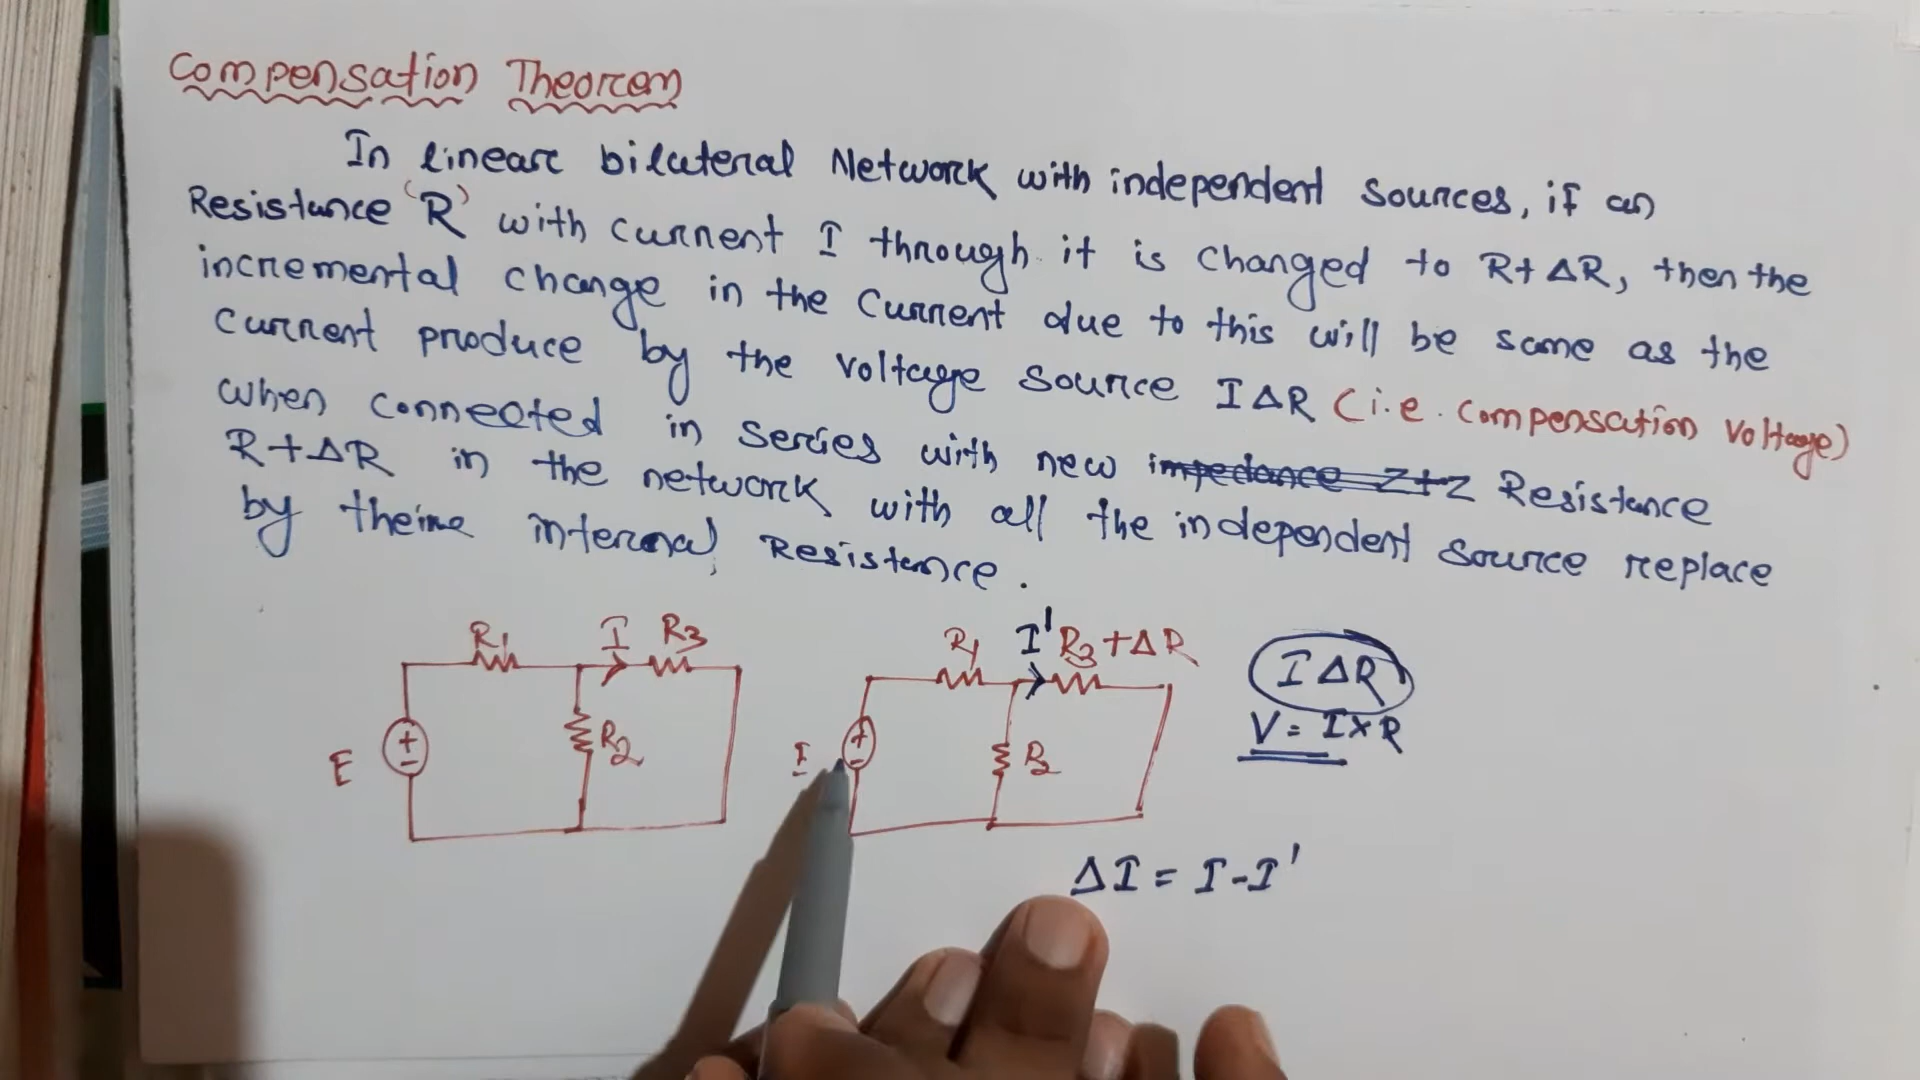 Compensation Theorem
In linear bilateral Network with independent sources, if an
Resistance 'R' with current I through it is changed to R+ΔR, then the
incremental change in the current due to this will be same as the
current produce by the voltage source IΔR (i.e. compensation voltage)
when connected in series with new impedance Z+Z Resistance
R+ΔR in the network with all the independent source replace
by their internal Resistance.
R1 I R3
R2
E
R1 I' R3+ΔR
R2
IΔR
V = I×R
ΔI = I-I'